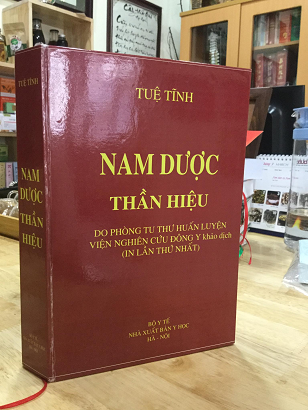 TUỆ TĨNH
NAM DƯỢC
THẦN HIỆU
DO PHÒNG TU THƯ HUẤN LUYỆN
VIỆN NGHIÊN CỨU ĐÔNG Y khảo dịch
(IN LẦN THỨ NHẤT)
BỘ Y TẾ
NHÀ XUẤT BẢN Y HỌC
HÀ - NỘI
TUỆ TĨNH
NAM DƯỢC
THẦN HIỆU